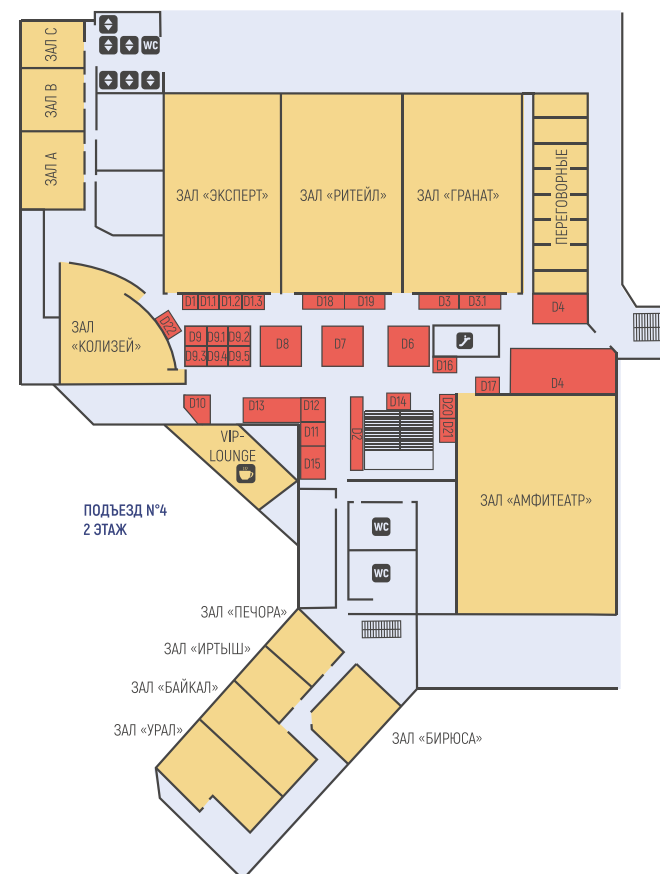 ЗАЛ C
WC
ЗАЛ B
ЗАЛ A
ЗАЛ «ЭКСПЕРТ»
ЗАЛ «РИТЕЙЛ»
ЗАЛ «ГРАНАТ»
ПЕРЕГОВОРНЫЕ
D1
D1.1
D1.2
D1.3
D18
D19
D3
D3.1
D4
ЗАЛ
«КОЛИЗЕЙ»
D22
D9
D9.1
D9.2
D9.3
D9.4
D9.5
D8
D7
D6
D16
D4
D17
D10
D13
D12
D11
D15
D2
D14
D20
D21
VIP-
LOUNGE
ПОДЪЕЗД №4
2 ЭТАЖ
ЗАЛ «АМФИТЕАТР»
WC
WC
ЗАЛ «ПЕЧОРА»
ЗАЛ «ИРТЫШ»
ЗАЛ «БАЙКАЛ»
ЗАЛ «УРАЛ»
ЗАЛ «БИРЮСА»